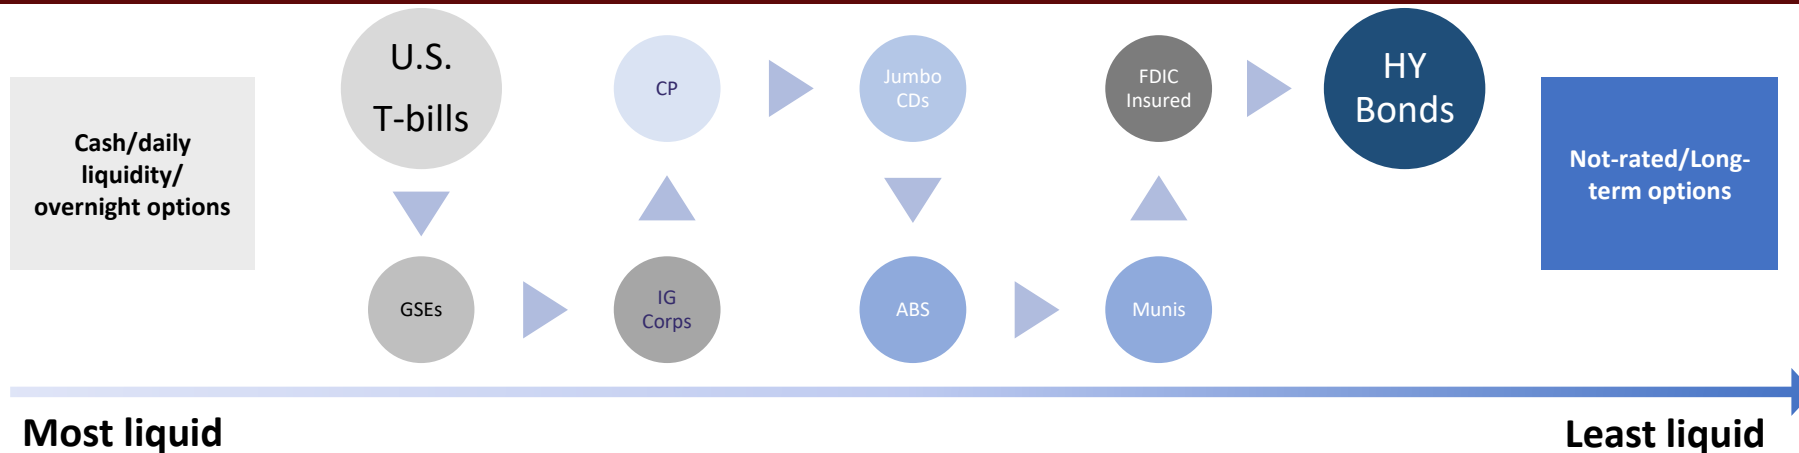 Cash/daily
liquidity/
overnight options
U.S.
T-bills
GSEs
IG
Corps
CP
Jumbo
CDs
ABS
Munis
FDIC
Insured
HY
Bonds
Not-rated/Long-
term options
Most liquid
Least liquid